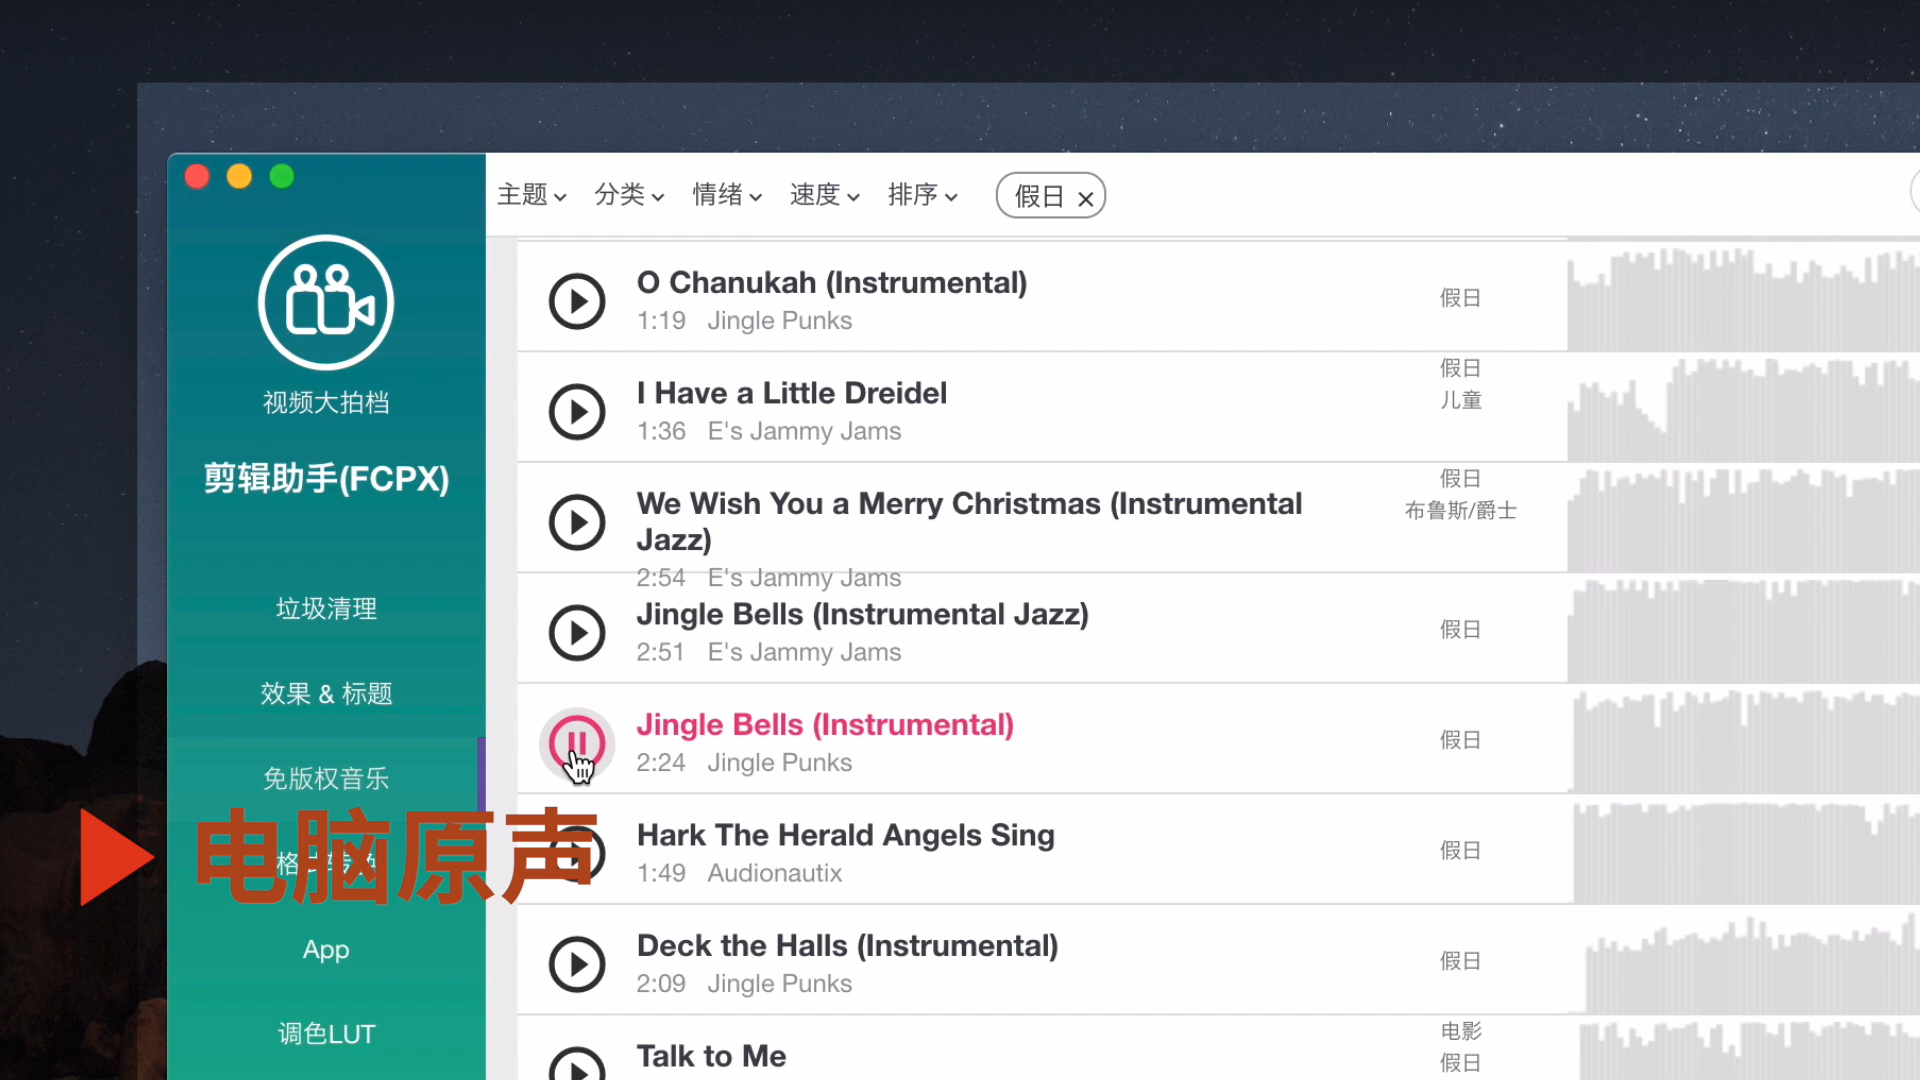 主题 分类 情绪 速度 排序 假日 ×
视频大拍档
剪辑助手(FCPX)
垃圾清理
效果 & 标题
免版权音乐
格式转换
App
调色LUT
O Chanukah (Instrumental)
1:19 Jingle Punks
假日
I Have a Little Dreidel
1:36 E's Jammy Jams
假日
儿童
We Wish You a Merry Christmas (Instrumental
Jazz)
2:54 E's Jammy Jams
假日
布鲁斯/爵士
Jingle Bells (Instrumental Jazz)
2:51 E's Jammy Jams
假日
Jingle Bells (Instrumental)
2:24 Jingle Punks
假日
Hark The Herald Angels Sing
1:49 Audionautix
假日
Deck the Halls (Instrumental)
2:09 Jingle Punks
假日
Talk to Me
电影
假日
电脑原声